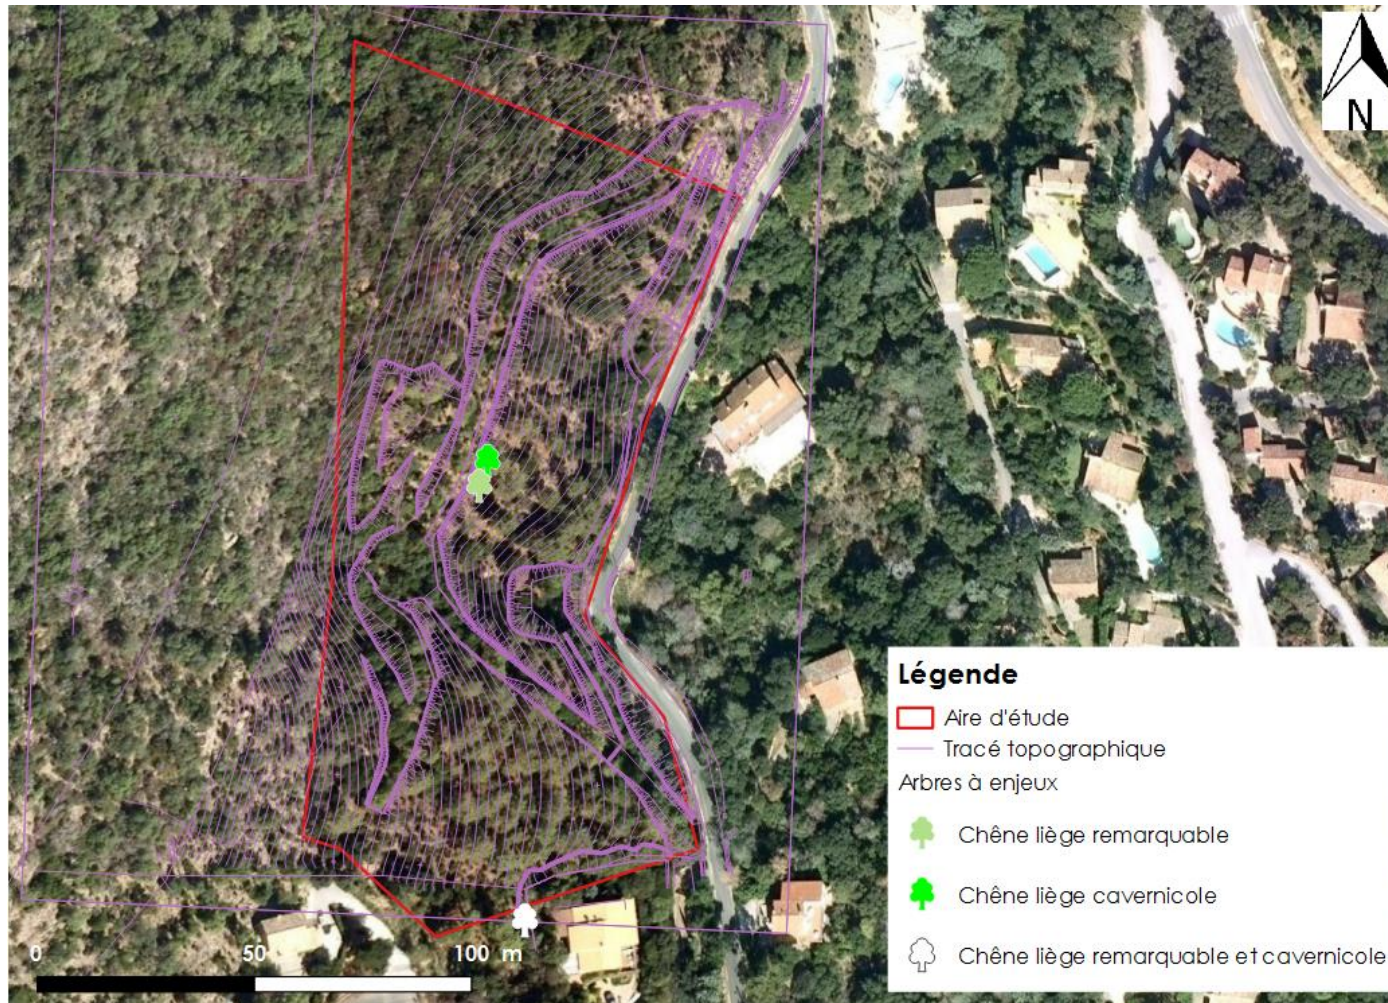 N
Légende
Aire d'étude
Tracé topographique
Arbres à enjeux
Chêne liège remarquable
Chêne liège cavernicole
Chêne liège remarquable et cavernicole
0 50 100 m